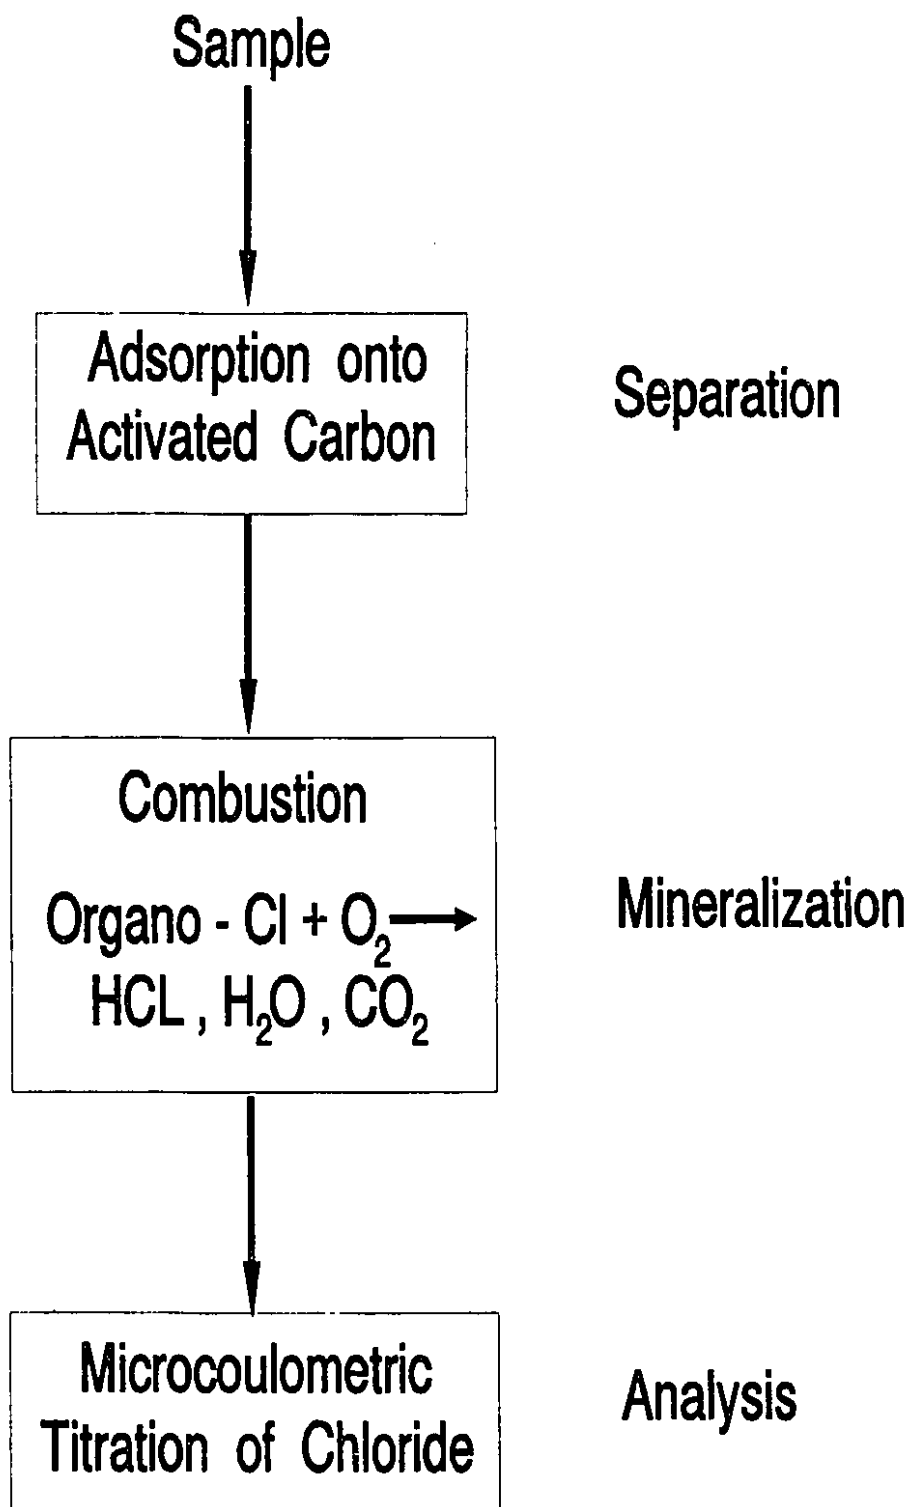 Sample
Adsorption onto
Activated Carbon
Separation
Combustion
Organo - Cl + O₂ →
HCL , H₂O , CO₂
Mineralization
Microcoulometric
Titration of Chloride
Analysis